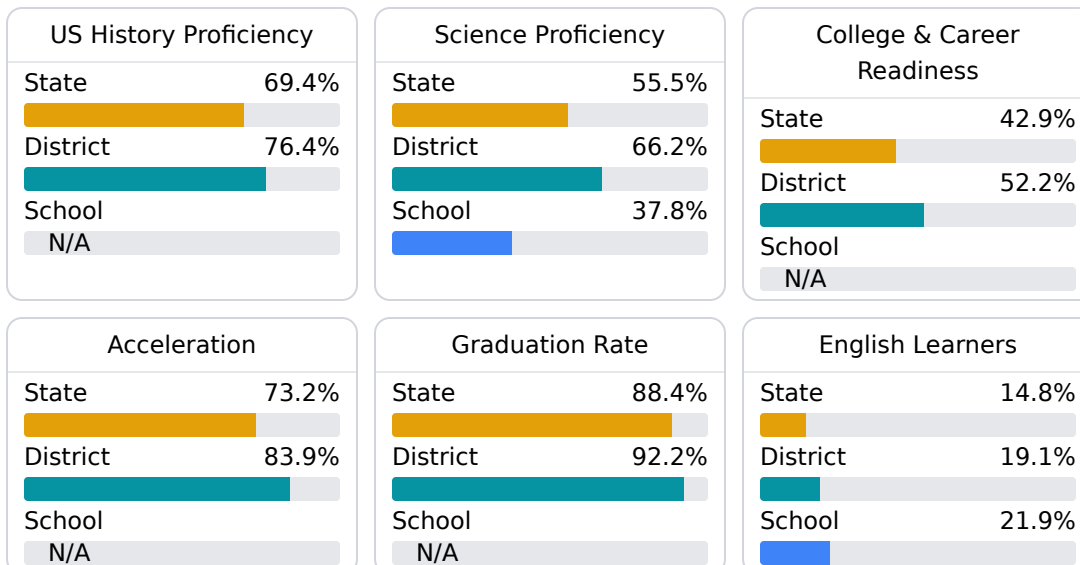 US History Proficiency
State 69.4%
District 76.4%
School
N/A
Science Proficiency
State 55.5%
District 66.2%
School 37.8%
College & Career
Readiness
State 42.9%
District 52.2%
School
N/A
Acceleration
State 73.2%
District 83.9%
School
N/A
Graduation Rate
State 88.4%
District 92.2%
School
N/A
English Learners
State 14.8%
District 19.1%
School 21.9%